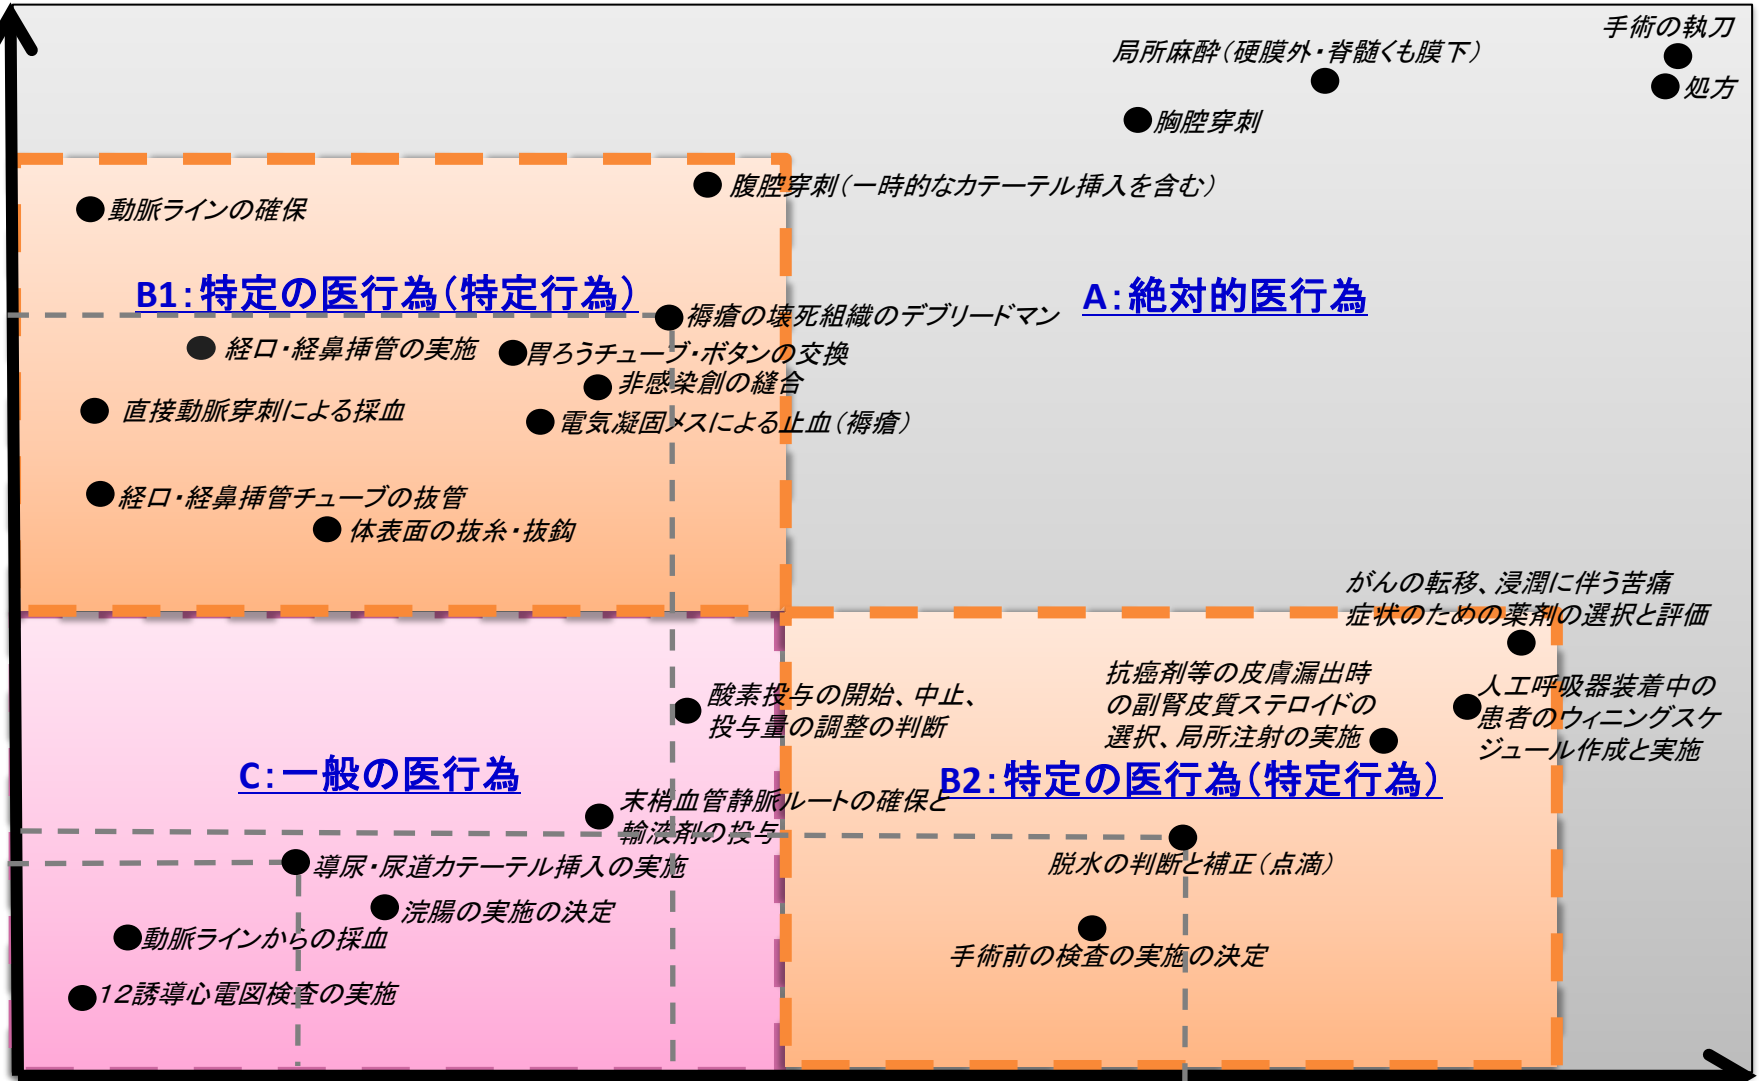 手術の執刀
局所麻酔（硬膜外・脊髄くも膜下）
処方
胸腔穿刺
腹腔穿刺（一時的なカテーテル挿入を含む）
動脈ラインの確保
B1：特定の医行為（特定行為）
A：絶対的医行為
褥瘡の壊死組織のデブリードマン
経口・経鼻挿管の実施
胃ろうチューブ・ボタンの交換
非感染創の縫合
直接動脈穿刺による採血
電気凝固メスによる止血（褥瘡）
経口・経鼻挿管チューブの抜管
体表面の抜糸・抜鈎
がんの転移、浸潤に伴う苦痛
症状のための薬剤の選択と評価
酸素投与の開始、中止、
投与量の調整の判断
抗癌剤等の皮膚漏出時
の副腎皮質ステロイドの
選択、局所注射の実施
人工呼吸器装着中の
患者のウィニングスケ
ジュール作成と実施
C：一般の医行為
B2：特定の医行為（特定行為）
末梢血管静脈ルートの確保と
輸液剤の投与
導尿・尿道カテーテル挿入の実施
脱水の判断と補正（点滴）
浣腸の実施の決定
動脈ラインからの採血
手術前の検査の実施の決定
１２誘導心電図検査の実施